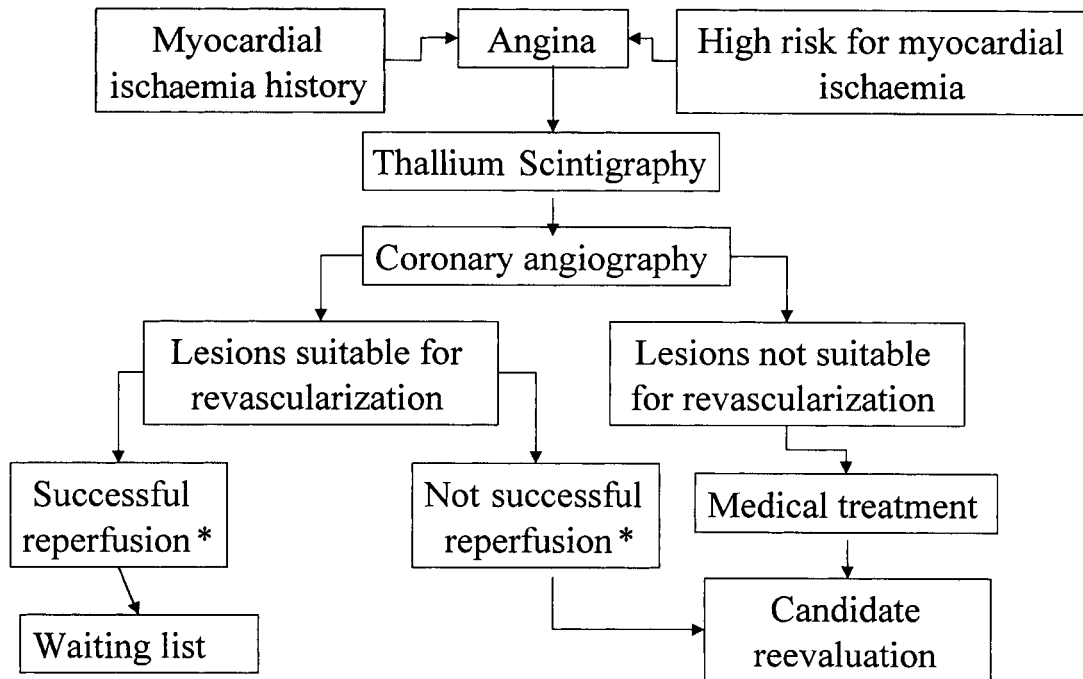 Myocardial
ischaemia history
Angina
High risk for myocardial
ischaemia
Thallium Scintigraphy
Coronary angiography
Lesions suitable for
revascularization
Lesions not suitable
for revascularization
Successful
reperfusion *
Not successful
reperfusion *
Medical treatment
Waiting list
Candidate
reevaluation